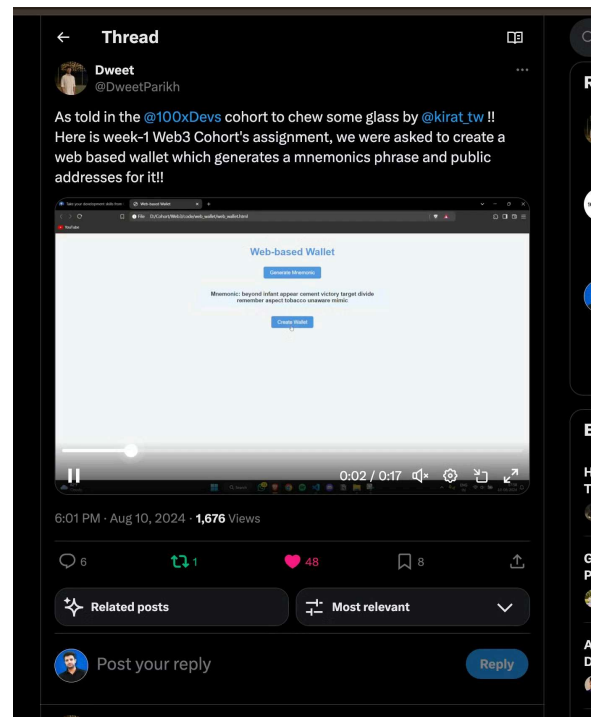 Thread
Dweet
@DweetParikh
As told in the @100xDevs cohort to chew some glass by @kirat_tw !!
Here is week-1 Web3 Cohort's assignment, we were asked to create a
web based wallet which generates a mnemonics phrase and public
addresses for it!!
Web-based Wallet
YouTube
Web-based Wallet
Generate Mnemonic
Mnemonic: beyond infant appear cement victory target divide
remember aspect tobacco unaware mimic
Create Wallet
0:02 / 0:17
6:01 PM · Aug 10, 2024 · 1,676 Views
6
1
48
8
Related posts
Most relevant
Post your reply
Reply